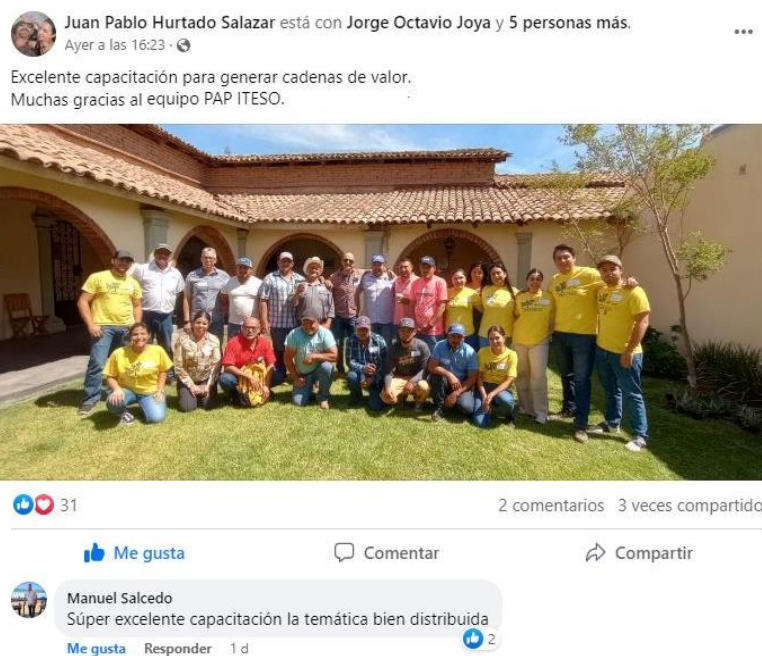 Juan Pablo Hurtado Salazar está con Jorge Octavio Joya y 5 personas más.
Ayer a las 16:23 ·
Excelente capacitación para generar cadenas de valor.
Muchas gracias al equipo PAP ITESO.
31
2 comentarios 3 veces compartido
Me gusta Comentar Compartir
Manuel Salcedo
Súper excelente capacitación la temática bien distribuida
2
Me gusta Responder 1 d